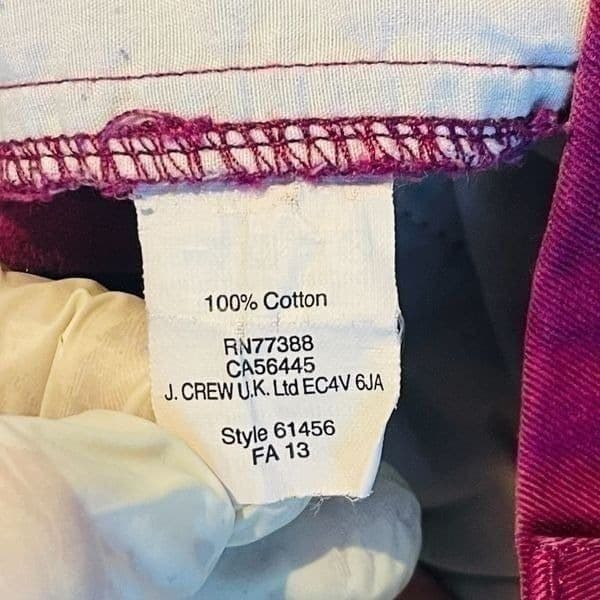 100% Cotton
RN77388
CA56445
J. CREW U.K. Ltd EC4V 6JA
Style 61456
FA 13